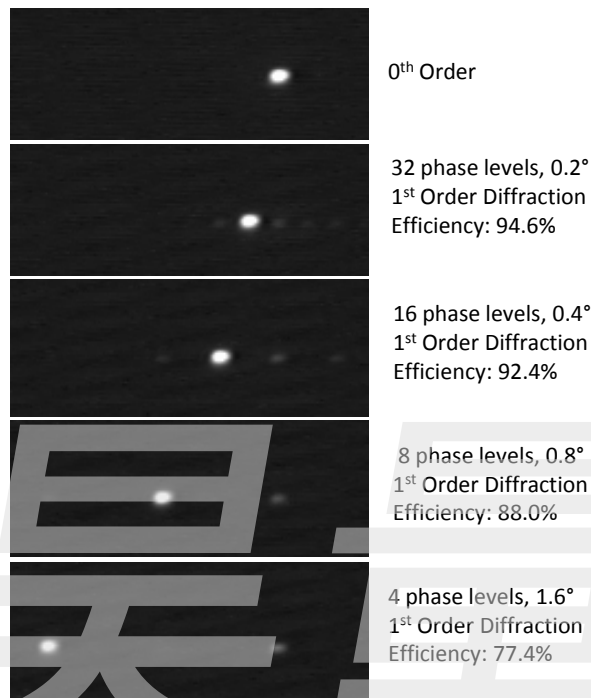 0th Order
32 phase levels, 0.2°
1st Order Diffraction
Efficiency: 94.6%
16 phase levels, 0.4°
1st Order Diffraction
Efficiency: 92.4%
8 phase levels, 0.8°
1st Order Diffraction
Efficiency: 88.0%
4 phase levels, 1.6°
1st Order Diffraction
Efficiency: 77.4%